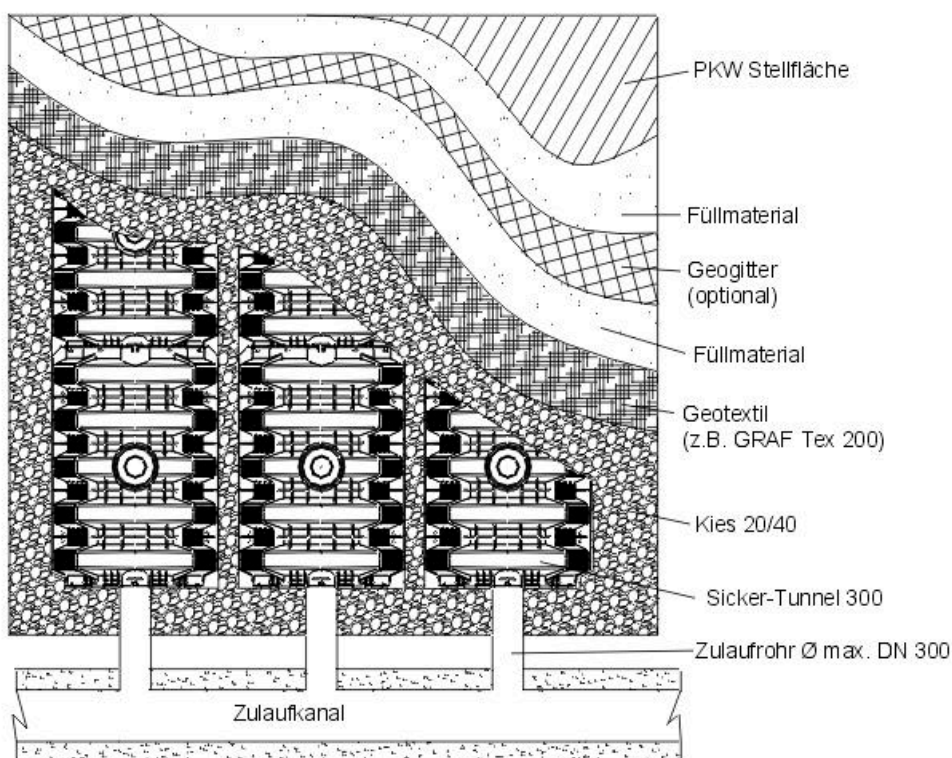 PKW Stellfläche
Füllmaterial
Geogitter
(optional)
Füllmaterial
Geotextil
(z.B. GRAF Tex 200)
Kies 20/40
Sicker-Tunnel 300
Zulaufrohr Ø max. DN 300
Zulaufkanal